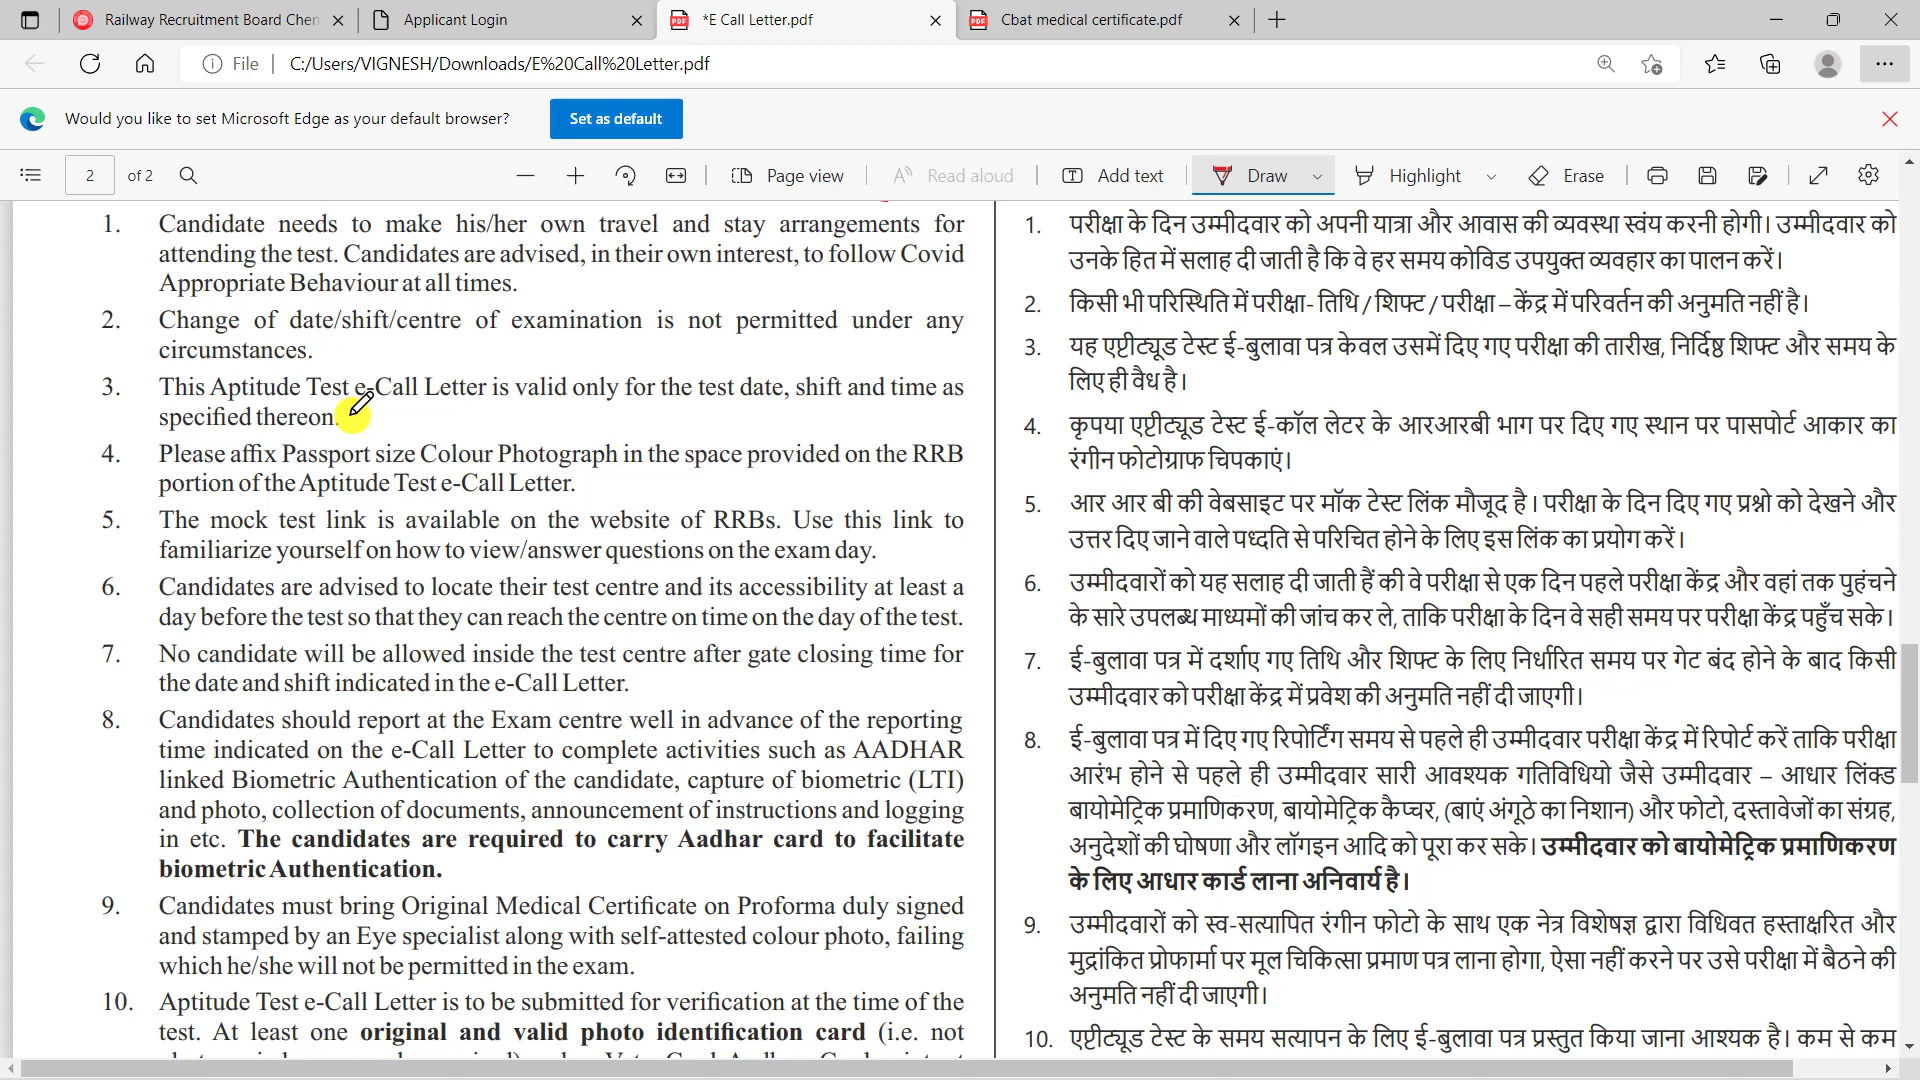 Railway Recruitment Board Chen
Applicant Login
*E Call Letter.pdf
Cbat medical certificate.pdf
File
C:/Users/VIGNESH/Downloads/E%20Call%20Letter.pdf
Would you like to set Microsoft Edge as your default browser?
Set as default
2 of 2
Page view
Read aloud
Add text
Draw
Highlight
Erase
1. Candidate needs to make his/her own travel and stay arrangements for
attending the test. Candidates are advised, in their own interest, to follow Covid
Appropriate Behaviour at all times.
2. Change of date/shift/centre of examination is not permitted under any
circumstances.
3. This Aptitude Test e-Call Letter is valid only for the test date, shift and time as
specified thereon.
4. Please affix Passport size Colour Photograph in the space provided on the RRB
portion of the Aptitude Test e-Call Letter.
5. The mock test link is available on the website of RRBs. Use this link to
familiarize yourself on how to view/answer questions on the exam day.
6. Candidates are advised to locate their test centre and its accessibility at least a
day before the test so that they can reach the centre on time on the day of the test.
7. No candidate will be allowed inside the test centre after gate closing time for
the date and shift indicated in the e-Call Letter.
8. Candidates should report at the Exam centre well in advance of the reporting
time indicated on the e-Call Letter to complete activities such as AADHAR
linked Biometric Authentication of the candidate, capture of biometric (LTI)
and photo, collection of documents, announcement of instructions and logging
in etc. The candidates are required to carry Aadhar card to facilitate
biometric Authentication.
9. Candidates must bring Original Medical Certificate on Proforma duly signed
and stamped by an Eye specialist along with self-attested colour photo, failing
which he/she will not be permitted in the exam.
10. Aptitude Test e-Call Letter is to be submitted for verification at the time of the
test. At least one original and valid photo identification card (i.e. not
1. परीक्षा के दिन उम्मीदवार को अपनी यात्रा और आवास की व्यवस्था स्वंय करनी होगी। उम्मीदवार को
उनके हित में सलाह दी जाती है कि वे हर समय कोविड उपयुक्त व्यवहार का पालन करें।
2. किसी भी परिस्थिति में परीक्षा- तिथि / शिफ्ट / परीक्षा – केंद्र में परिवर्तन की अनुमति नहीं है।
3. यह एप्टीट्यूड टेस्ट ई-बुलावा पत्र केवल उसमें दिए गए परीक्षा की तारीख, निर्दिष्ठ शिफ्ट और समय के
लिए ही वैध है।
4. कृपया एप्टीट्यूड टेस्ट ई-कॉल लेटर के आरआरबी भाग पर दिए गए स्थान पर पासपोर्ट आकार का
रंगीन फोटोग्राफ चिपकाएं।
5. आर आर बी की वेबसाइट पर मॉक टेस्ट लिंक मौजूद है। परीक्षा के दिन दिए गए प्रश्नो को देखने और
उत्तर दिए जाने वाले पध्दति से परिचित होने के लिए इस लिंक का प्रयोग करें।
6. उम्मीदवारों को यह सलाह दी जाती हैं की वे परीक्षा से एक दिन पहले परीक्षा केंद्र और वहां तक पुहंचने
के सारे उपलब्ध माध्यमों की जांच कर ले, ताकि परीक्षा के दिन वे सही समय पर परीक्षा केंद्र पहुँच सके।
7. ई-बुलावा पत्र में दर्शाए गए तिथि और शिफ्ट के लिए निर्धारित समय पर गेट बंद होने के बाद किसी
उम्मीदवार को परीक्षा केंद्र में प्रवेश की अनुमति नहीं दी जाएगी।
8. ई-बुलावा पत्र में दिए गए रिपोर्टिंग समय से पहले ही उम्मीदवार परीक्षा केंद्र में रिपोर्ट करें ताकि परीक्षा
आरंभ होने से पहले ही उम्मीदवार सारी आवश्यक गतिविधियो जैसे उम्मीदवार – आधार लिंक्ड
बायोमेट्रिक प्रमाणिकरण, बायोमेट्रिक कैप्चर, (बाएं अंगूठे का निशान) और फोटो, दस्तावेजों का संग्रह,
अनुदेशों की घोषणा और लॉगइन आदि को पूरा कर सके। उम्मीदवार को बायोमेट्रिक प्रमाणिकरण
के लिए आधार कार्ड लाना अनिवार्य है।
9. उम्मीदवारों को स्व-सत्यापित रंगीन फोटो के साथ एक नेत्र विशेषज्ञ द्वारा विधिवत हस्ताक्षरित और
मुद्रांकित प्रोफार्मा पर मूल चिकित्सा प्रमाण पत्र लाना होगा, ऐसा नहीं करने पर उसे परीक्षा में बैठने की
अनुमति नहीं दी जाएगी।
10. एप्टीट्यूड टेस्ट के समय सत्यापन के लिए ई-बुलावा पत्र प्रस्तुत किया जाना आश्यक है। कम से कम